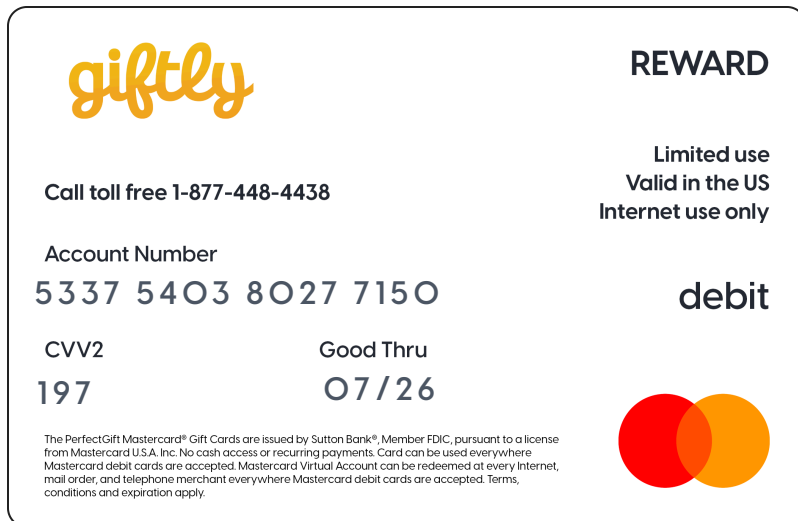 giftly
REWARD
Limited use
Valid in the US
Internet use only
Call toll free 1-877-448-4438
Account Number
5337 5403 8027 7150
debit
CVV2
Good Thru
197
07/26
The PerfectGift Mastercard® Gift Cards are issued by Sutton Bank®, Member FDIC, pursuant to a license
from Mastercard U.S.A. Inc. No cash access or recurring payments. Card can be used everywhere
Mastercard debit cards are accepted. Mastercard Virtual Account can be redeemed at every Internet,
mail order, and telephone merchant everywhere Mastercard debit cards are accepted. Terms,
conditions and expiration apply.